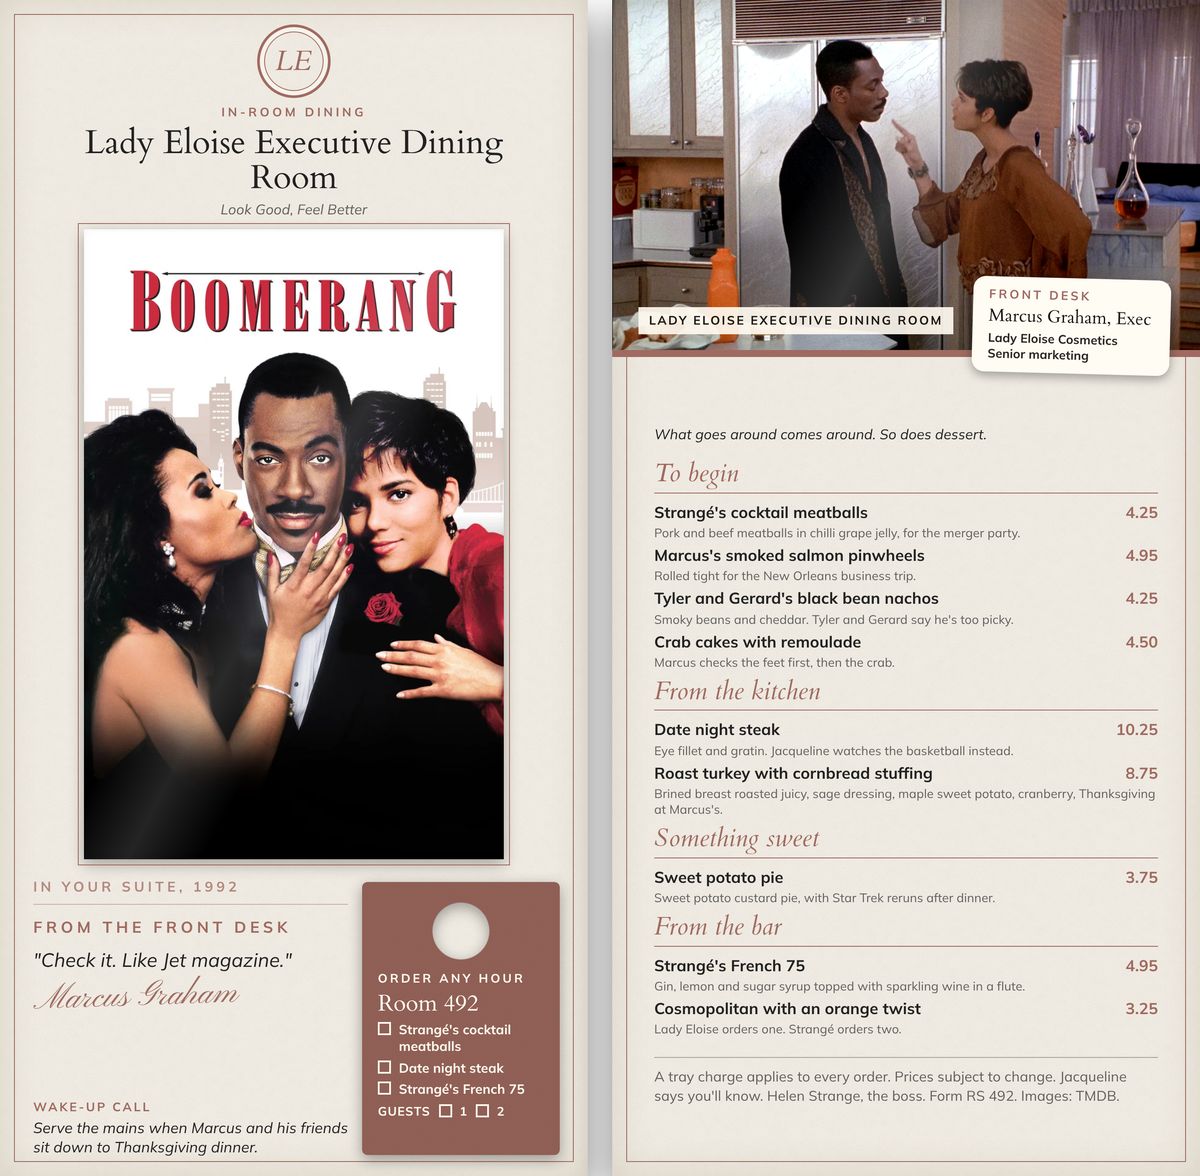 LE
IN-ROOM DINING
Lady Eloise Executive Dining
Room
Look Good, Feel Better
BOOMERANG
IN YOUR SUITE, 1992
FROM THE FRONT DESK
"Check it. Like Jet magazine."
Marcus Graham
WAKE-UP CALL
Serve the mains when Marcus and his friends
sit down to Thanksgiving dinner.
ORDER ANY HOUR
Room 492
Strangé's cocktail
meatballs
Date night steak
Strangé's French 75
GUESTS 1 2
LADY ELOISE EXECUTIVE DINING ROOM
FRONT DESK
Marcus Graham, Exec
Lady Eloise Cosmetics
Senior marketing
What goes around comes around. So does dessert.
To begin
Strangé's cocktail meatballs 4.25
Pork and beef meatballs in chilli grape jelly, for the merger party.
Marcus's smoked salmon pinwheels 4.95
Rolled tight for the New Orleans business trip.
Tyler and Gerard's black bean nachos 4.25
Smoky beans and cheddar. Tyler and Gerard say he's too picky.
Crab cakes with remoulade 4.50
Marcus checks the feet first, then the crab.
From the kitchen
Date night steak 10.25
Eye fillet and gratin. Jacqueline watches the basketball instead.
Roast turkey with cornbread stuffing 8.75
Brined breast roasted juicy, sage dressing, maple sweet potato, cranberry, Thanksgiving
at Marcus's.
Something sweet
Sweet potato pie 3.75
Sweet potato custard pie, with Star Trek reruns after dinner.
From the bar
Strangé's French 75 4.95
Gin, lemon and sugar syrup topped with sparkling wine in a flute.
Cosmopolitan with an orange twist 3.25
Lady Eloise orders one. Strangé orders two.
A tray charge applies to every order. Prices subject to change. Jacqueline
says you'll know. Helen Strange, the boss. Form RS 492. Images: TMDB.